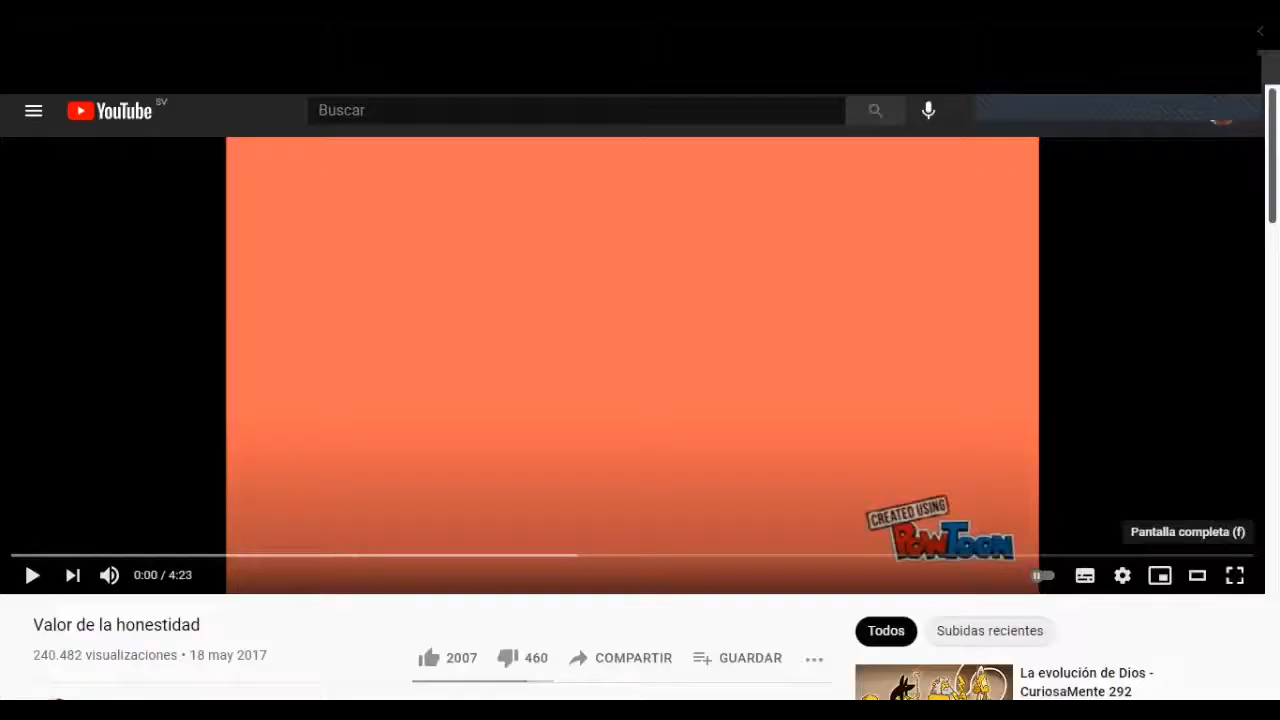 YouTube SV
Buscar
CREATED USING
POWTOON
Pantalla completa (f)
0:00 / 4:23
Valor de la honestidad
240.482 visualizaciones • 18 may 2017
2007
460
COMPARTIR
GUARDAR
Todos
Subidas recientes
La evolución de Dios -
CuriosaMente 292